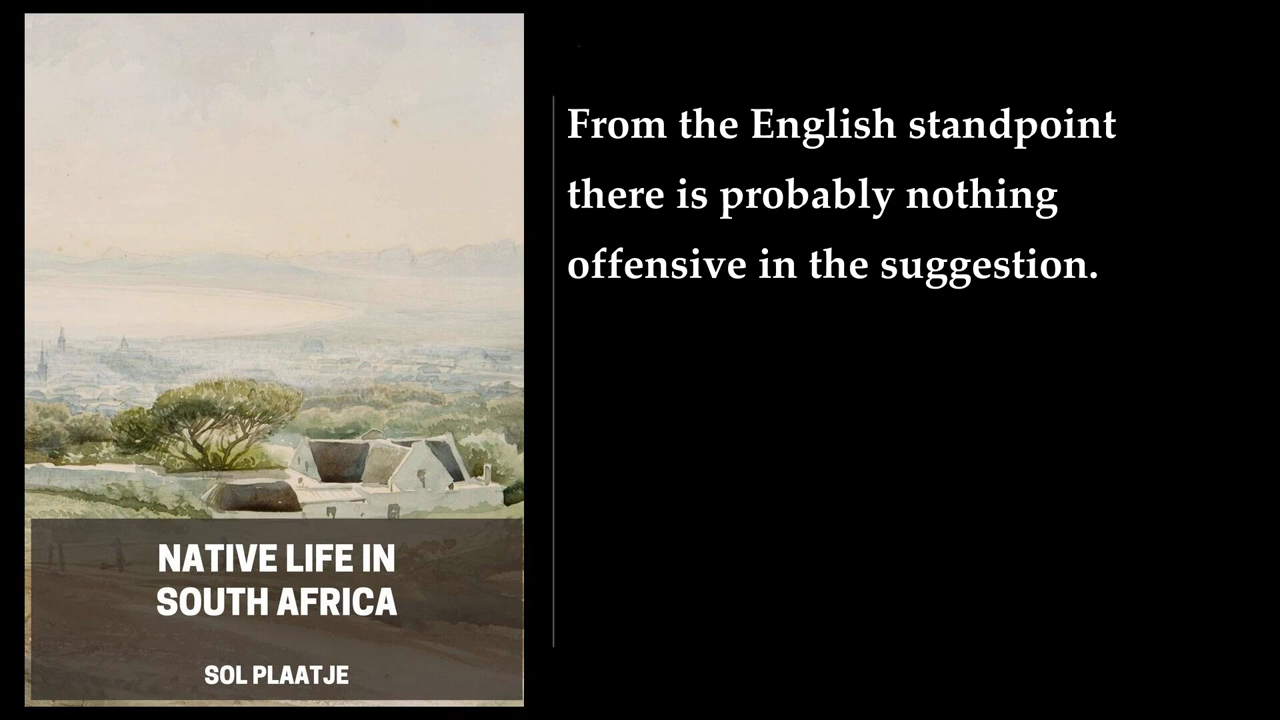 NATIVE LIFE IN
SOUTH AFRICA
SOL PLAATJE
From the English standpoint
there is probably nothing
offensive in the suggestion.